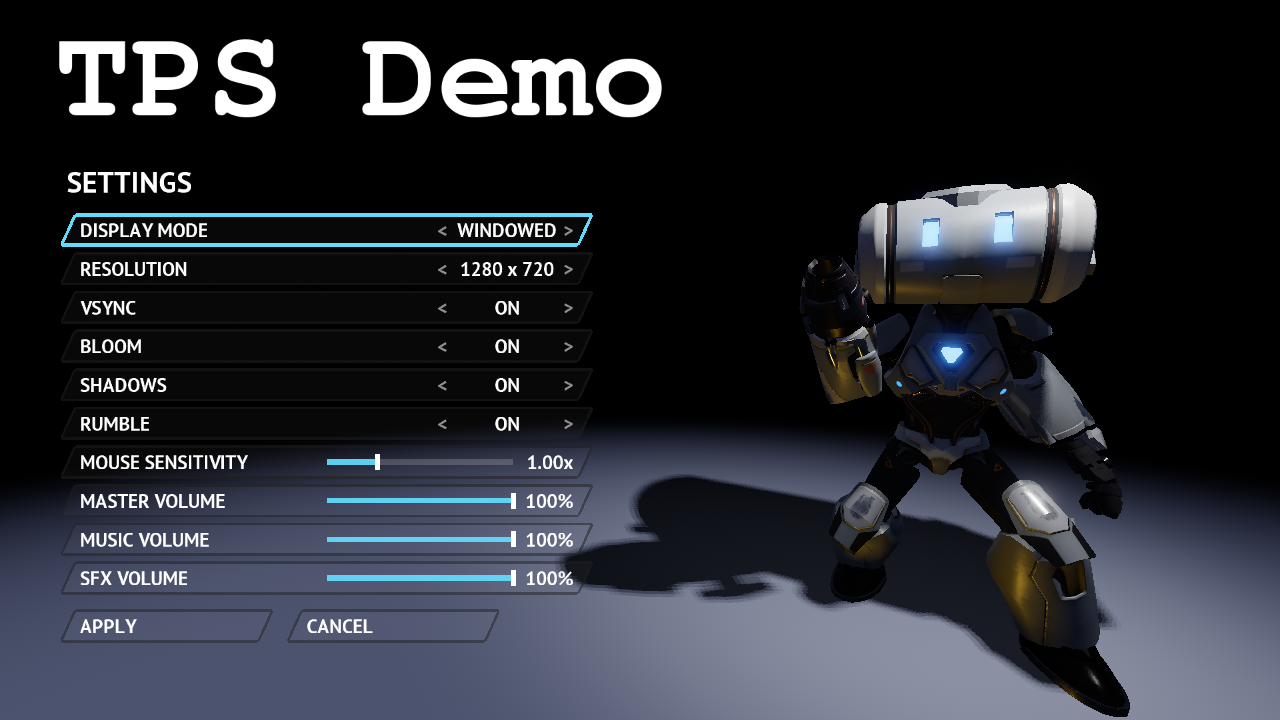 TPS Demo
SETTINGS
DISPLAY MODE < WINDOWED >
RESOLUTION < 1280 x 720 >
VSYNC < ON >
BLOOM < ON >
SHADOWS < ON >
RUMBLE < ON >
MOUSE SENSITIVITY 1.00x
MASTER VOLUME 100%
MUSIC VOLUME 100%
SFX VOLUME 100%
APPLY CANCEL